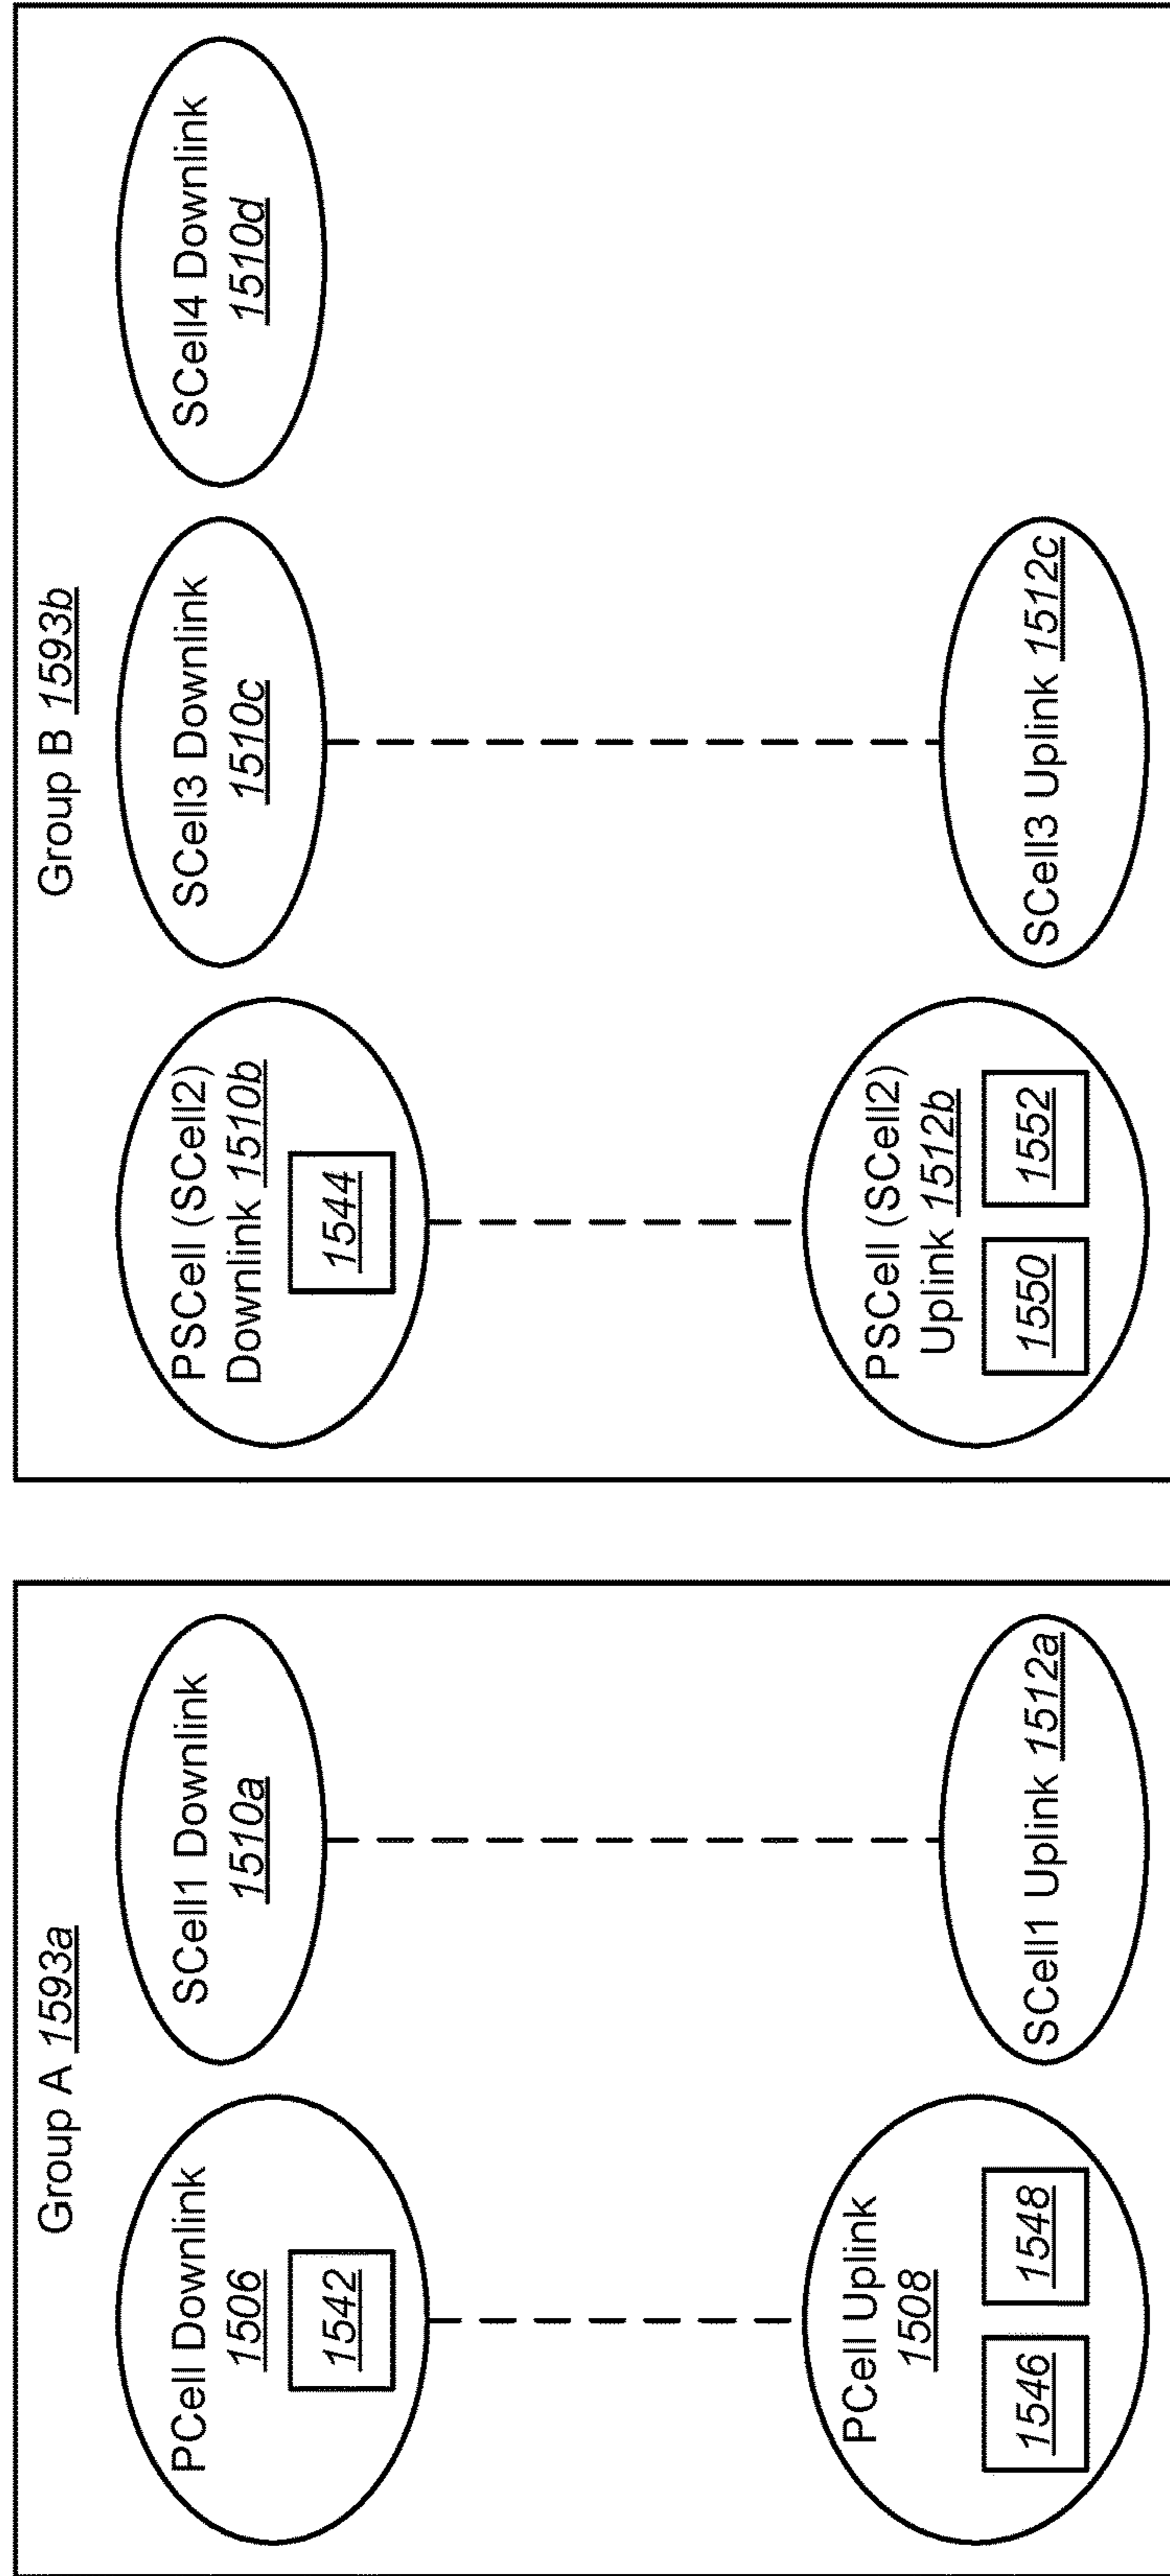 Group A 1593a
PCell Downlink
1506
1542
SCell1 Downlink
1510a
PCell Uplink
1508
1546
1548
SCell1 Uplink 1512a
Group B 1593b
PSCell (SCell2)
Downlink 1510b
1544
SCell3 Downlink
1510c
SCell4 Downlink
1510d
PSCell (SCell2)
Uplink 1512b
1550
1552
SCell3 Uplink 1512c